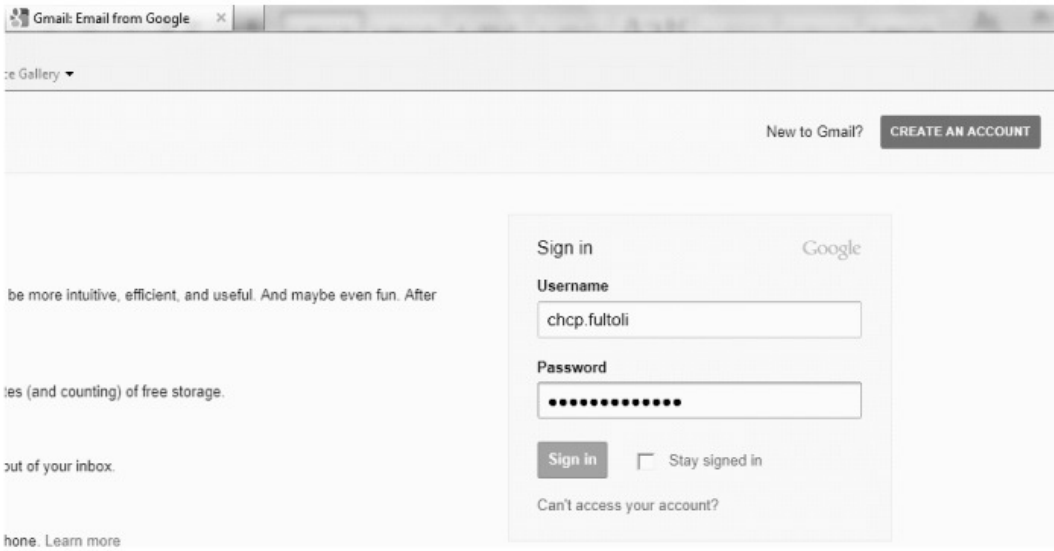 Gmail: Email from Google
ce Gallery
New to Gmail? CREATE AN ACCOUNT
Sign in Google
Username
chcp.fultoli
Password
•••••••••••••
Sign in Stay signed in
Can't access your account?
be more intuitive, efficient, and useful. And maybe even fun. After
tes (and counting) of free storage.
out of your inbox.
hone. Learn more